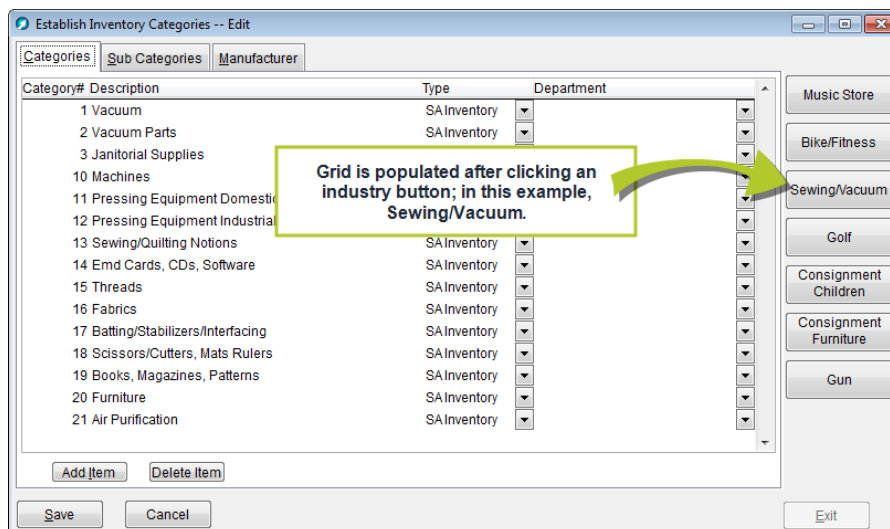 Establish Inventory Categories -- Edit
Categories Sub Categories Manufacturer
Category# Description Type Department
1 Vacuum SA Inventory
2 Vacuum Parts SA Inventory
3 Janitorial Supplies
10 Machines
11 Pressing Equipment Domestic
12 Pressing Equipment Industrial
13 Sewing/Quilting Notions SA Inventory
14 Emd Cards, CDs, Software SA Inventory
15 Threads SA Inventory
16 Fabrics SA Inventory
17 Batting/Stabilizers/Interfacing SA Inventory
18 Scissors/Cutters, Mats Rulers SA Inventory
19 Books, Magazines, Patterns SA Inventory
20 Furniture SA Inventory
21 Air Purification SA Inventory
Grid is populated after clicking an
industry button; in this example,
Sewing/Vacuum.
Music Store
Bike/Fitness
Sewing/Vacuum
Golf
Consignment
Children
Consignment
Furniture
Gun
Add Item Delete Item
Save Cancel Exit